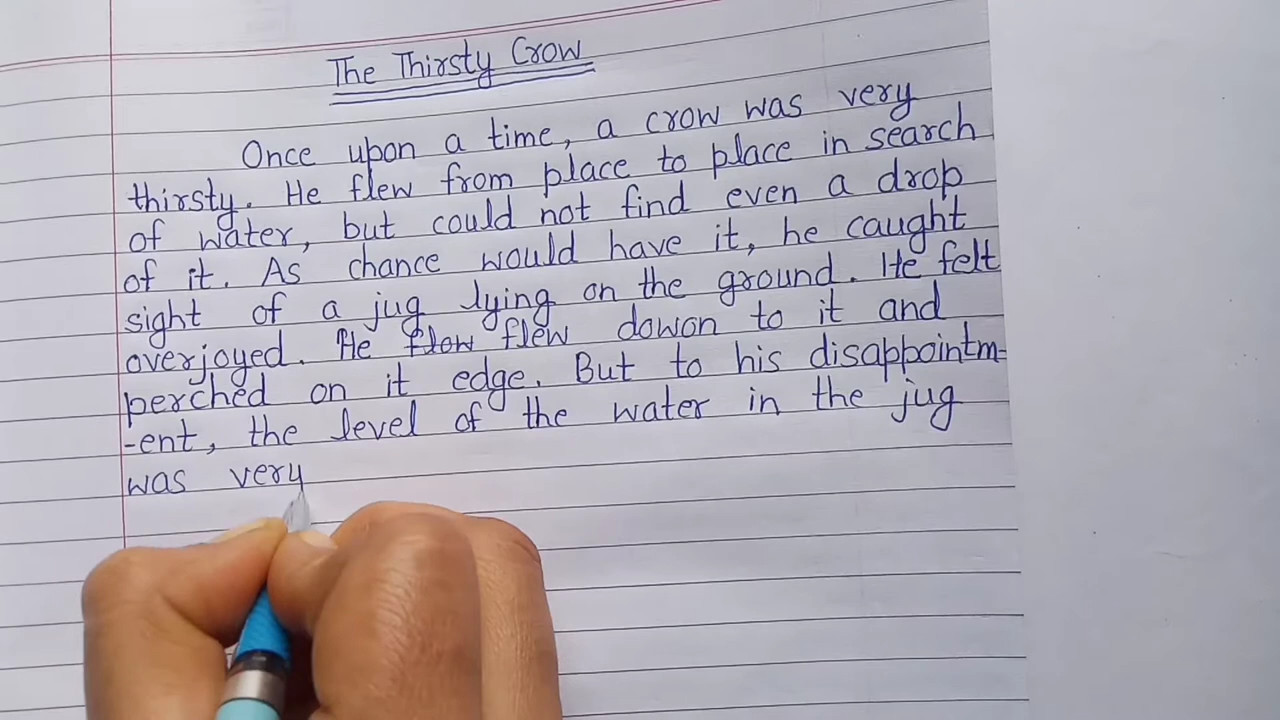 The Thirsty Crow
Once upon a time, a crow was very
thirsty. He flew from place to place in search
of water, but could not find even a drop
of it. As chance would have it, he caught
sight of a jug lying on the ground. He felt
overjoyed. He flow flew dowon to it and
perched on it edge. But to his disappointm-
-ent, the level of the water in the jug
was very